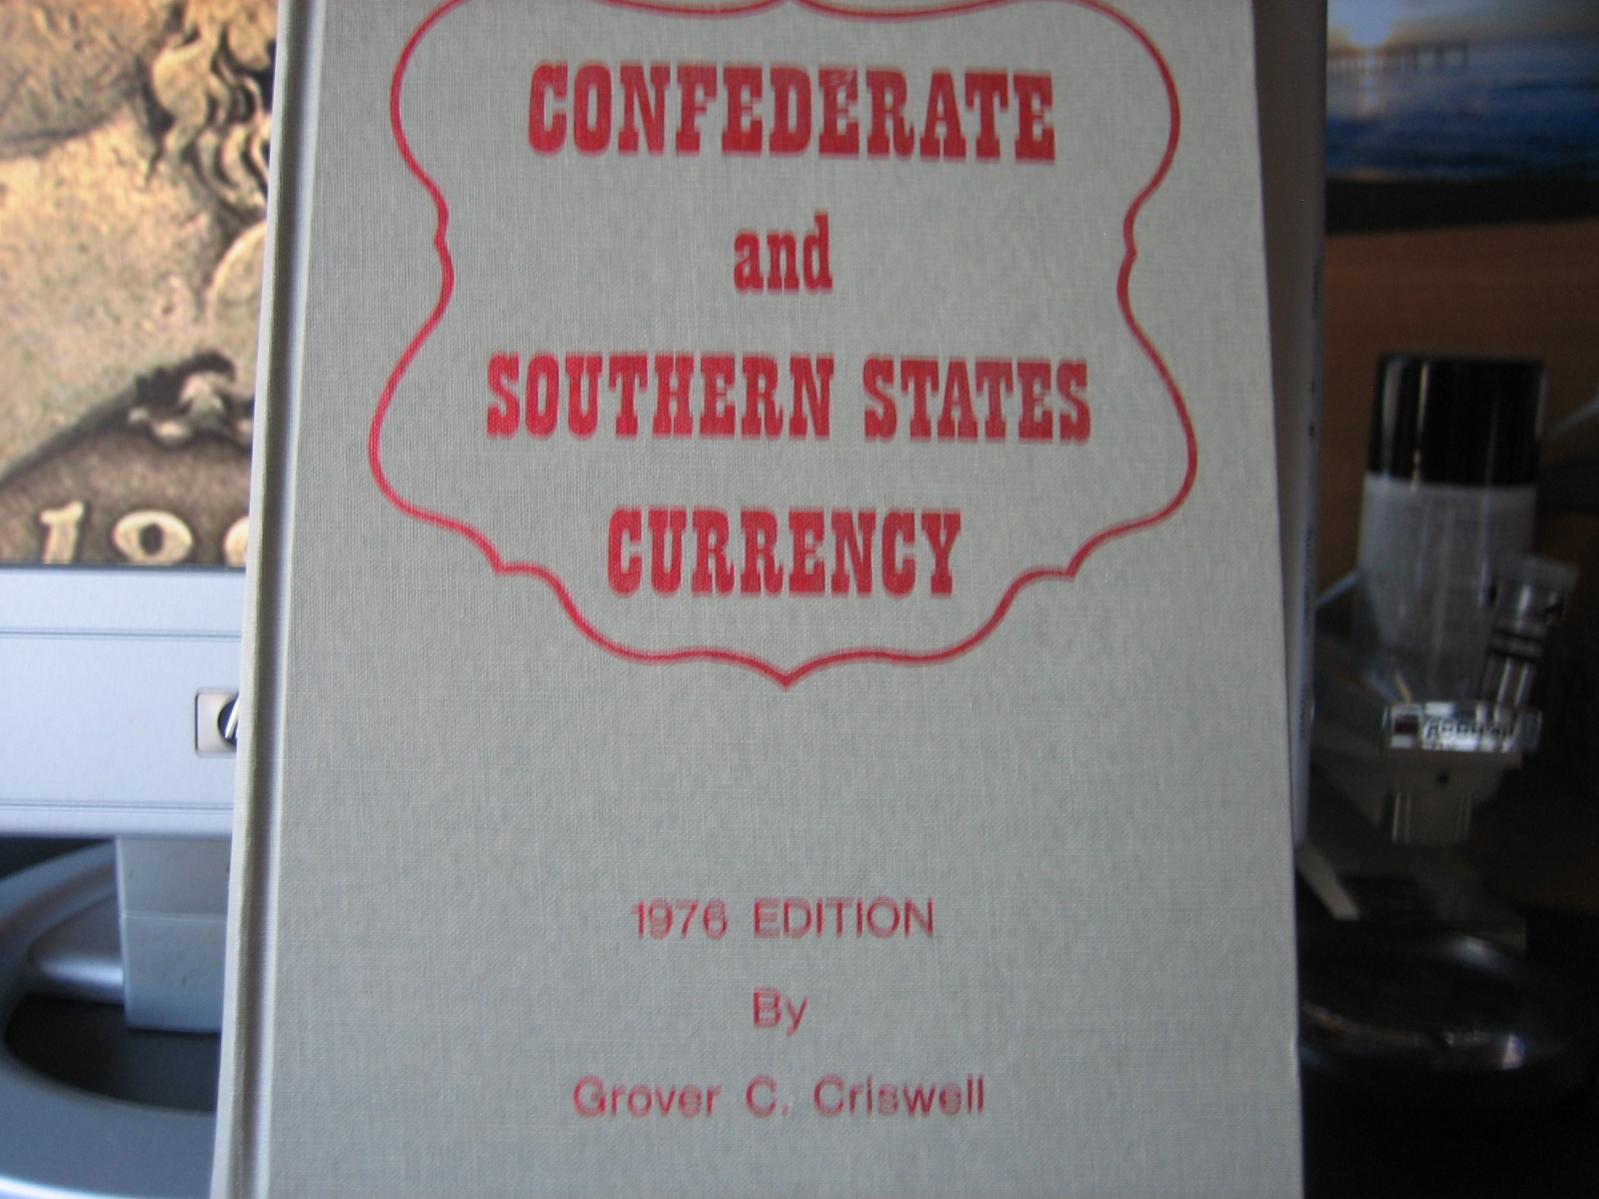 CONFEDERATE
and
SOUTHERN STATES
CURRENCY
1976 EDITION
By
Grover C. Criswell